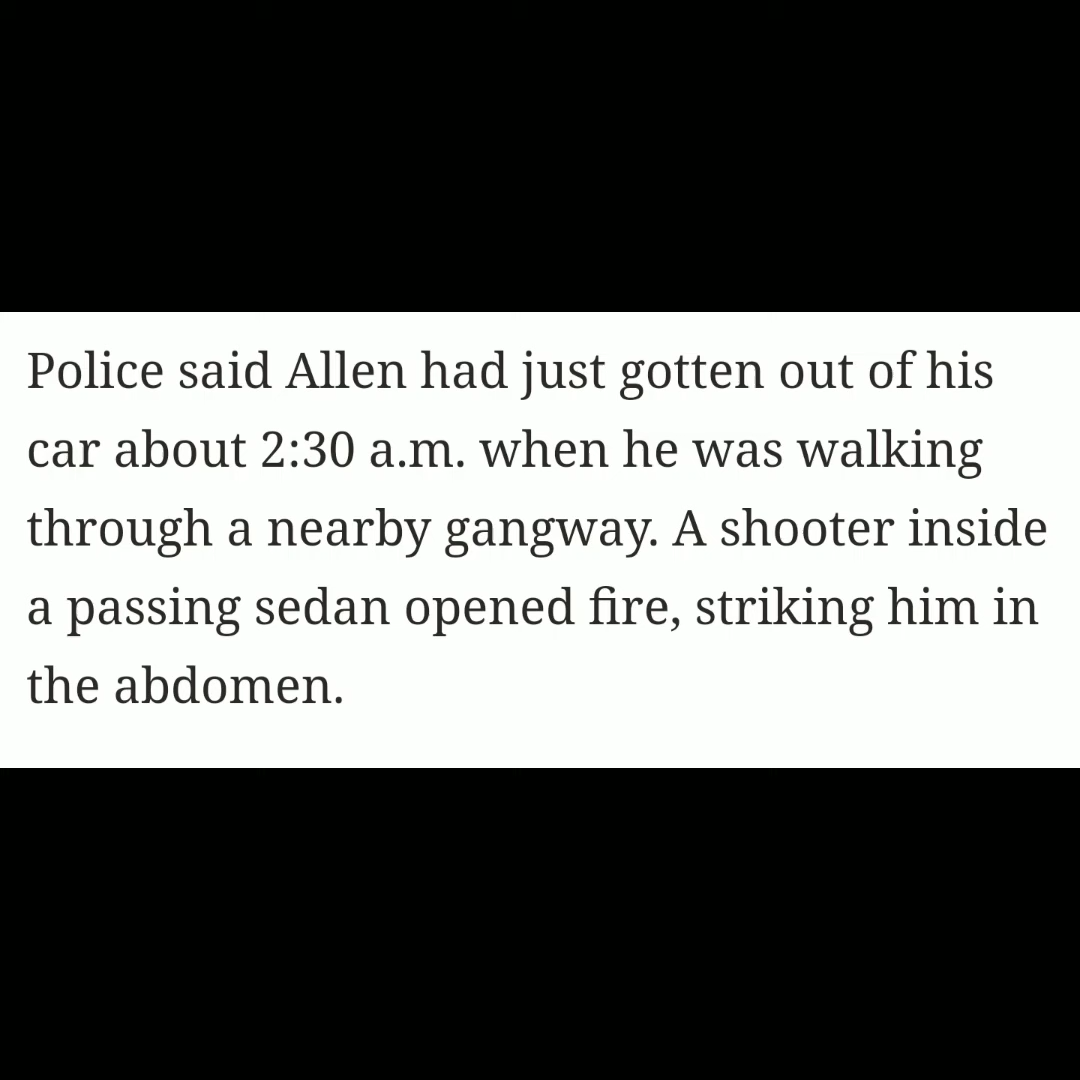 Police said Allen had just gotten out of his
car about 2:30 a.m. when he was walking
through a nearby gangway. A shooter inside
a passing sedan opened fire, striking him in
the abdomen.